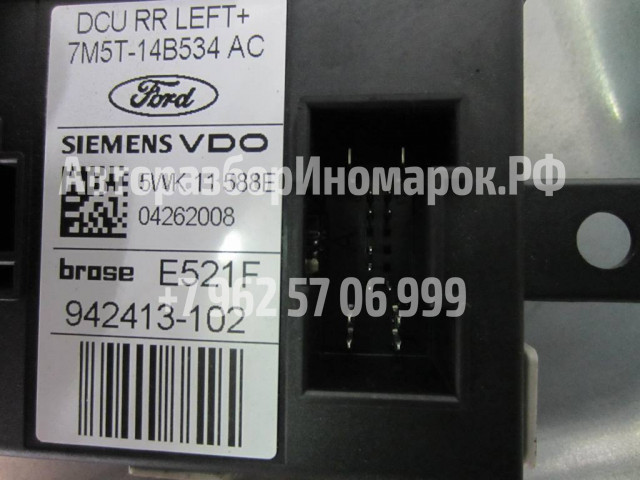 DCU RR LEFT+
7M5T-14B534 AC
Ford
SIEMENS VDO
АвторазборИномарок.РФ
5WK 11 588E
04262008
brose E521F
+7 962 57 06 999
942413-102